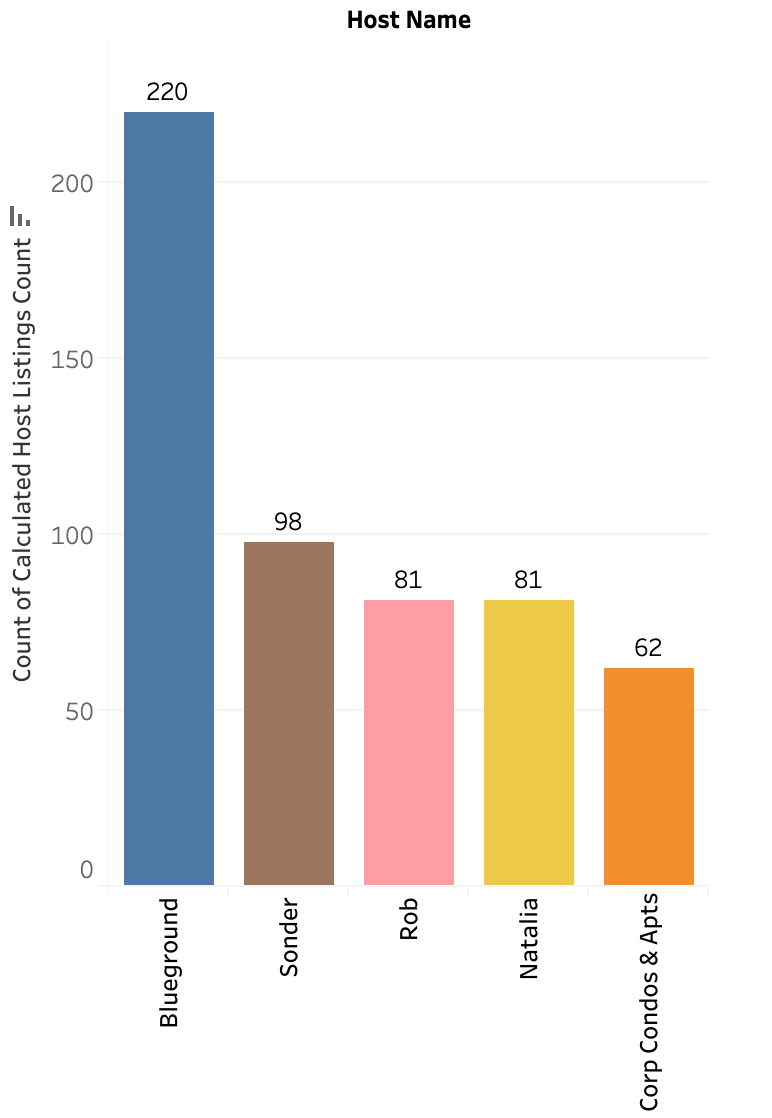 Host Name
Count of Calculated Host Listings Count
200
150
100
50
0
220
98
81
81
62
Blueground
Sonder
Rob
Natalia
Corp Condos & Apts